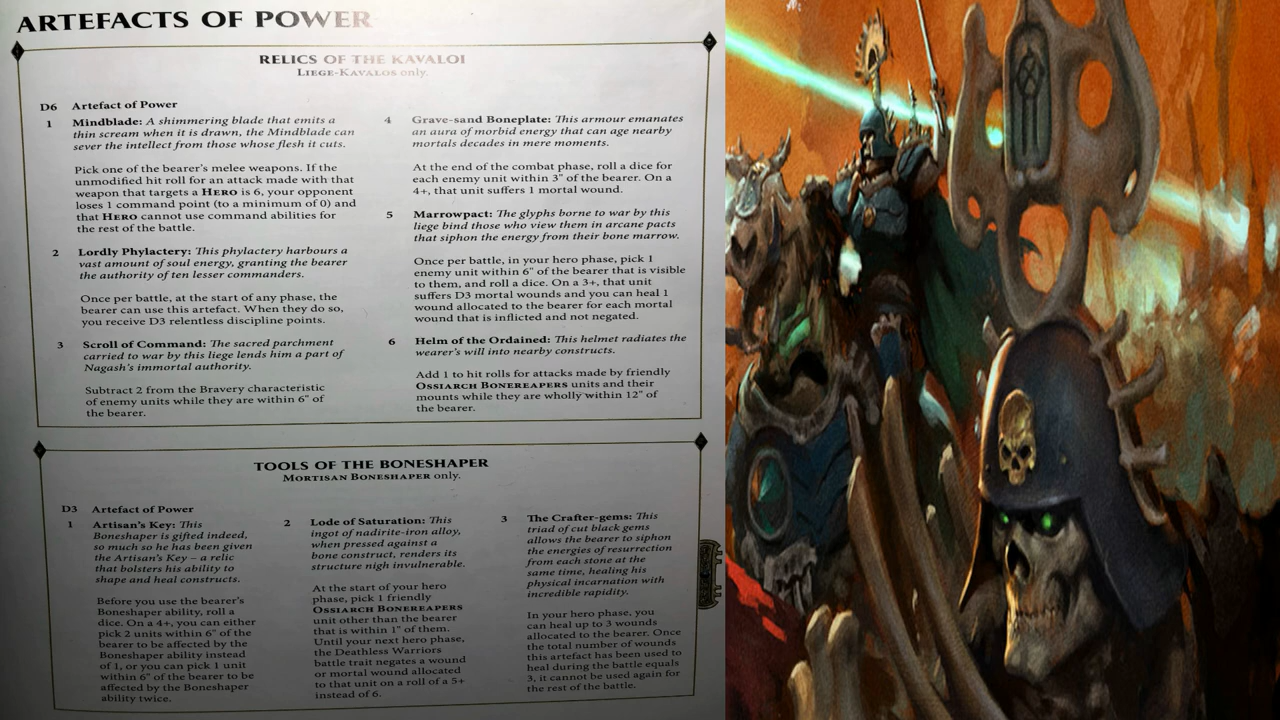 ARTEFACTS OF POWER
RELICS OF THE KAVALOI
LIEGE-KAVALOS only.
D6 Artefact of Power
1 Mindblade: A shimmering blade that emits a
thin scream when it is drawn, the Mindblade can
sever the intellect from those whose flesh it cuts.
Pick one of the bearer's melee weapons. If the
unmodified hit roll for an attack made with that
weapon that targets a HERO is 6, your opponent
loses 1 command point (to a minimum of 0) and
that HERO cannot use command abilities for
the rest of the battle.
2 Lordly Phylactery: This phylactery harbours a
vast amount of soul energy, granting the bearer
the authority of ten lesser commanders.
Once per battle, at the start of any phase, the
bearer can use this artefact. When they do so,
you receive D3 relentless discipline points.
3 Scroll of Command: The sacred parchment
carried to war by this liege lends him a part of
Nagash's immortal authority.
Subtract 2 from the Bravery characteristic
of enemy units while they are within 6" of
the bearer.
4 Grave-sand Boneplate: This armour emanates
an aura of morbid energy that can age nearby
mortals decades in mere moments.
At the end of the combat phase, roll a dice for
each enemy unit within 3" of the bearer. On a
4+, that unit suffers 1 mortal wound.
5 Marrowpact: The glyphs borne to war by this
liege bind those who view them in arcane pacts
that siphon the energy from their bone marrow.
Once per battle, in your hero phase, pick 1
enemy unit within 6" of the bearer that is visible
to them, and roll a dice. On a 3+, that unit
suffers D3 mortal wounds and you can heal 1
wound allocated to the bearer for each mortal
wound that is inflicted and not negated.
6 Helm of the Ordained: This helmet radiates the
wearer's will into nearby constructs.
Add 1 to hit rolls for attacks made by friendly
OSSIARCH BONEREAPERS units and their
mounts while they are wholly within 12" of
the bearer.
TOOLS OF THE BONESHAPER
MORTISAN BONESHAPER only.
D3 Artefact of Power
1 Artisan's Key: This
Boneshaper is gifted indeed,
so much so he has been given
the Artisan's Key – a relic
that bolsters his ability to
shape and heal constructs.
Before you use the bearer's
Boneshaper ability, roll a
dice. On a 4+, you can either
pick 2 units within 6" of the
bearer to be affected by the
Boneshaper ability instead
of 1, or you can pick 1 unit
within 6" of the bearer to be
affected by the Boneshaper
ability twice.
2 Lode of Saturation: This
ingot of nadirite-iron alloy,
when pressed against a
bone construct, renders its
structure nigh invulnerable.
At the start of your hero
phase, pick 1 friendly
OSSIARCH BONEREAPERS
unit other than the bearer
that is within 1" of them.
Until your next hero phase,
the Deathless Warriors
battle trait negates a wound
or mortal wound allocated
to that unit on a roll of a 5+
instead of 6.
3 The Crafter-gems: This
triad of cut black gems
allows the bearer to siphon
the energies of resurrection
from each stone at the
same time, healing his
physical incarnation with
incredible rapidity.
In your hero phase, you
can heal up to 3 wounds
allocated to the bearer. Once
the total number of wounds
this artefact has been used to
heal during the battle equals
3, it cannot be used again for
the rest of the battle.